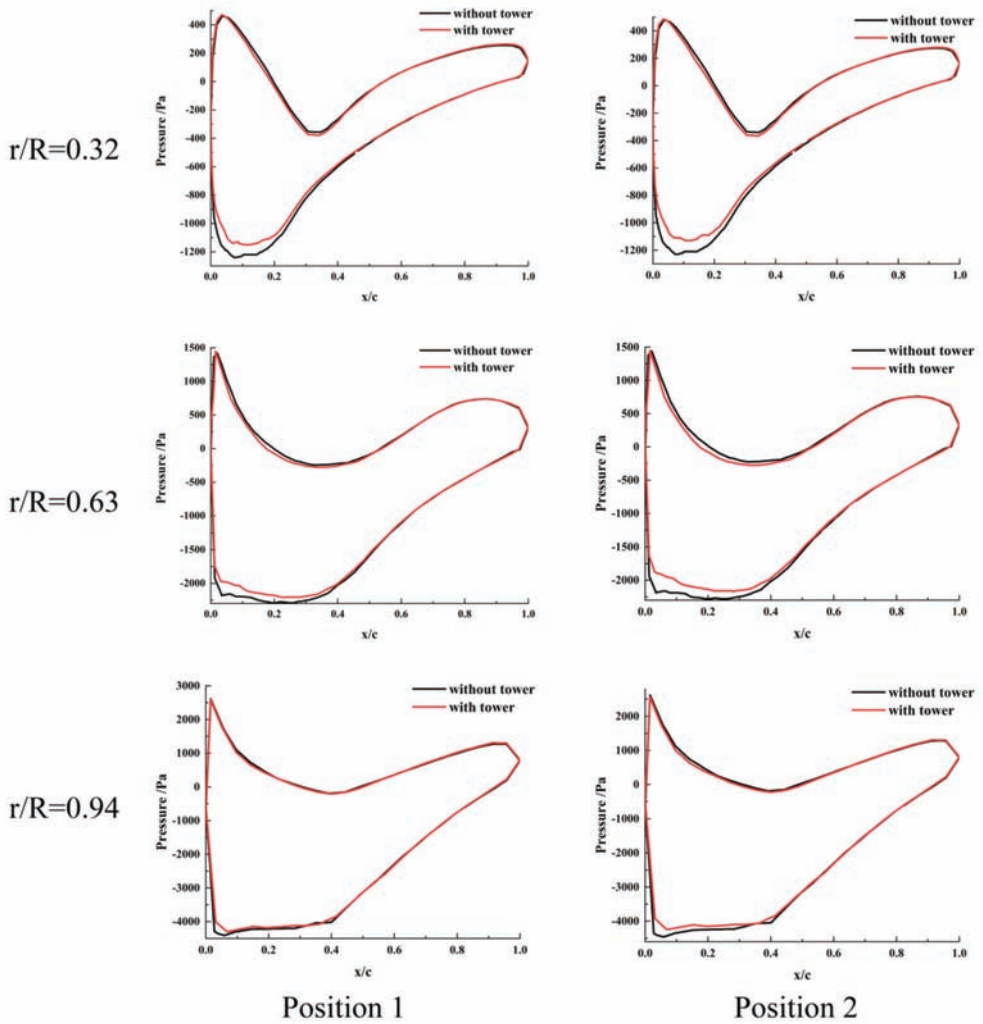 r/R=0.32
400
200
0
-200
-400
-600
-800
-1000
-1200
Pressure /Pa
without tower
with tower
0.0 0.2 0.4 0.6 0.8 1.0
x/c
400
200
0
-200
-400
-600
-800
-1000
-1200
Pressure /Pa
without tower
with tower
0.0 0.2 0.4 0.6 0.8 1.0
x/c
r/R=0.63
1500
1000
500
0
-500
-1000
-1500
-2000
Pressure /Pa
without tower
with tower
0.0 0.2 0.4 0.6 0.8 1.0
x/c
1500
1000
500
0
-500
-1000
-1500
-2000
Pressure /Pa
without tower
with tower
0.0 0.2 0.4 0.6 0.8 1.0
x/c
r/R=0.94
3000
2000
1000
0
-1000
-2000
-3000
-4000
Pressure /Pa
without tower
with tower
0.0 0.2 0.4 0.6 0.8 1.0
x/c
2000
1000
0
-1000
-2000
-3000
-4000
Pressure /Pa
without tower
with tower
0.0 0.2 0.4 0.6 0.8 1.0
x/c
Position 1
Position 2